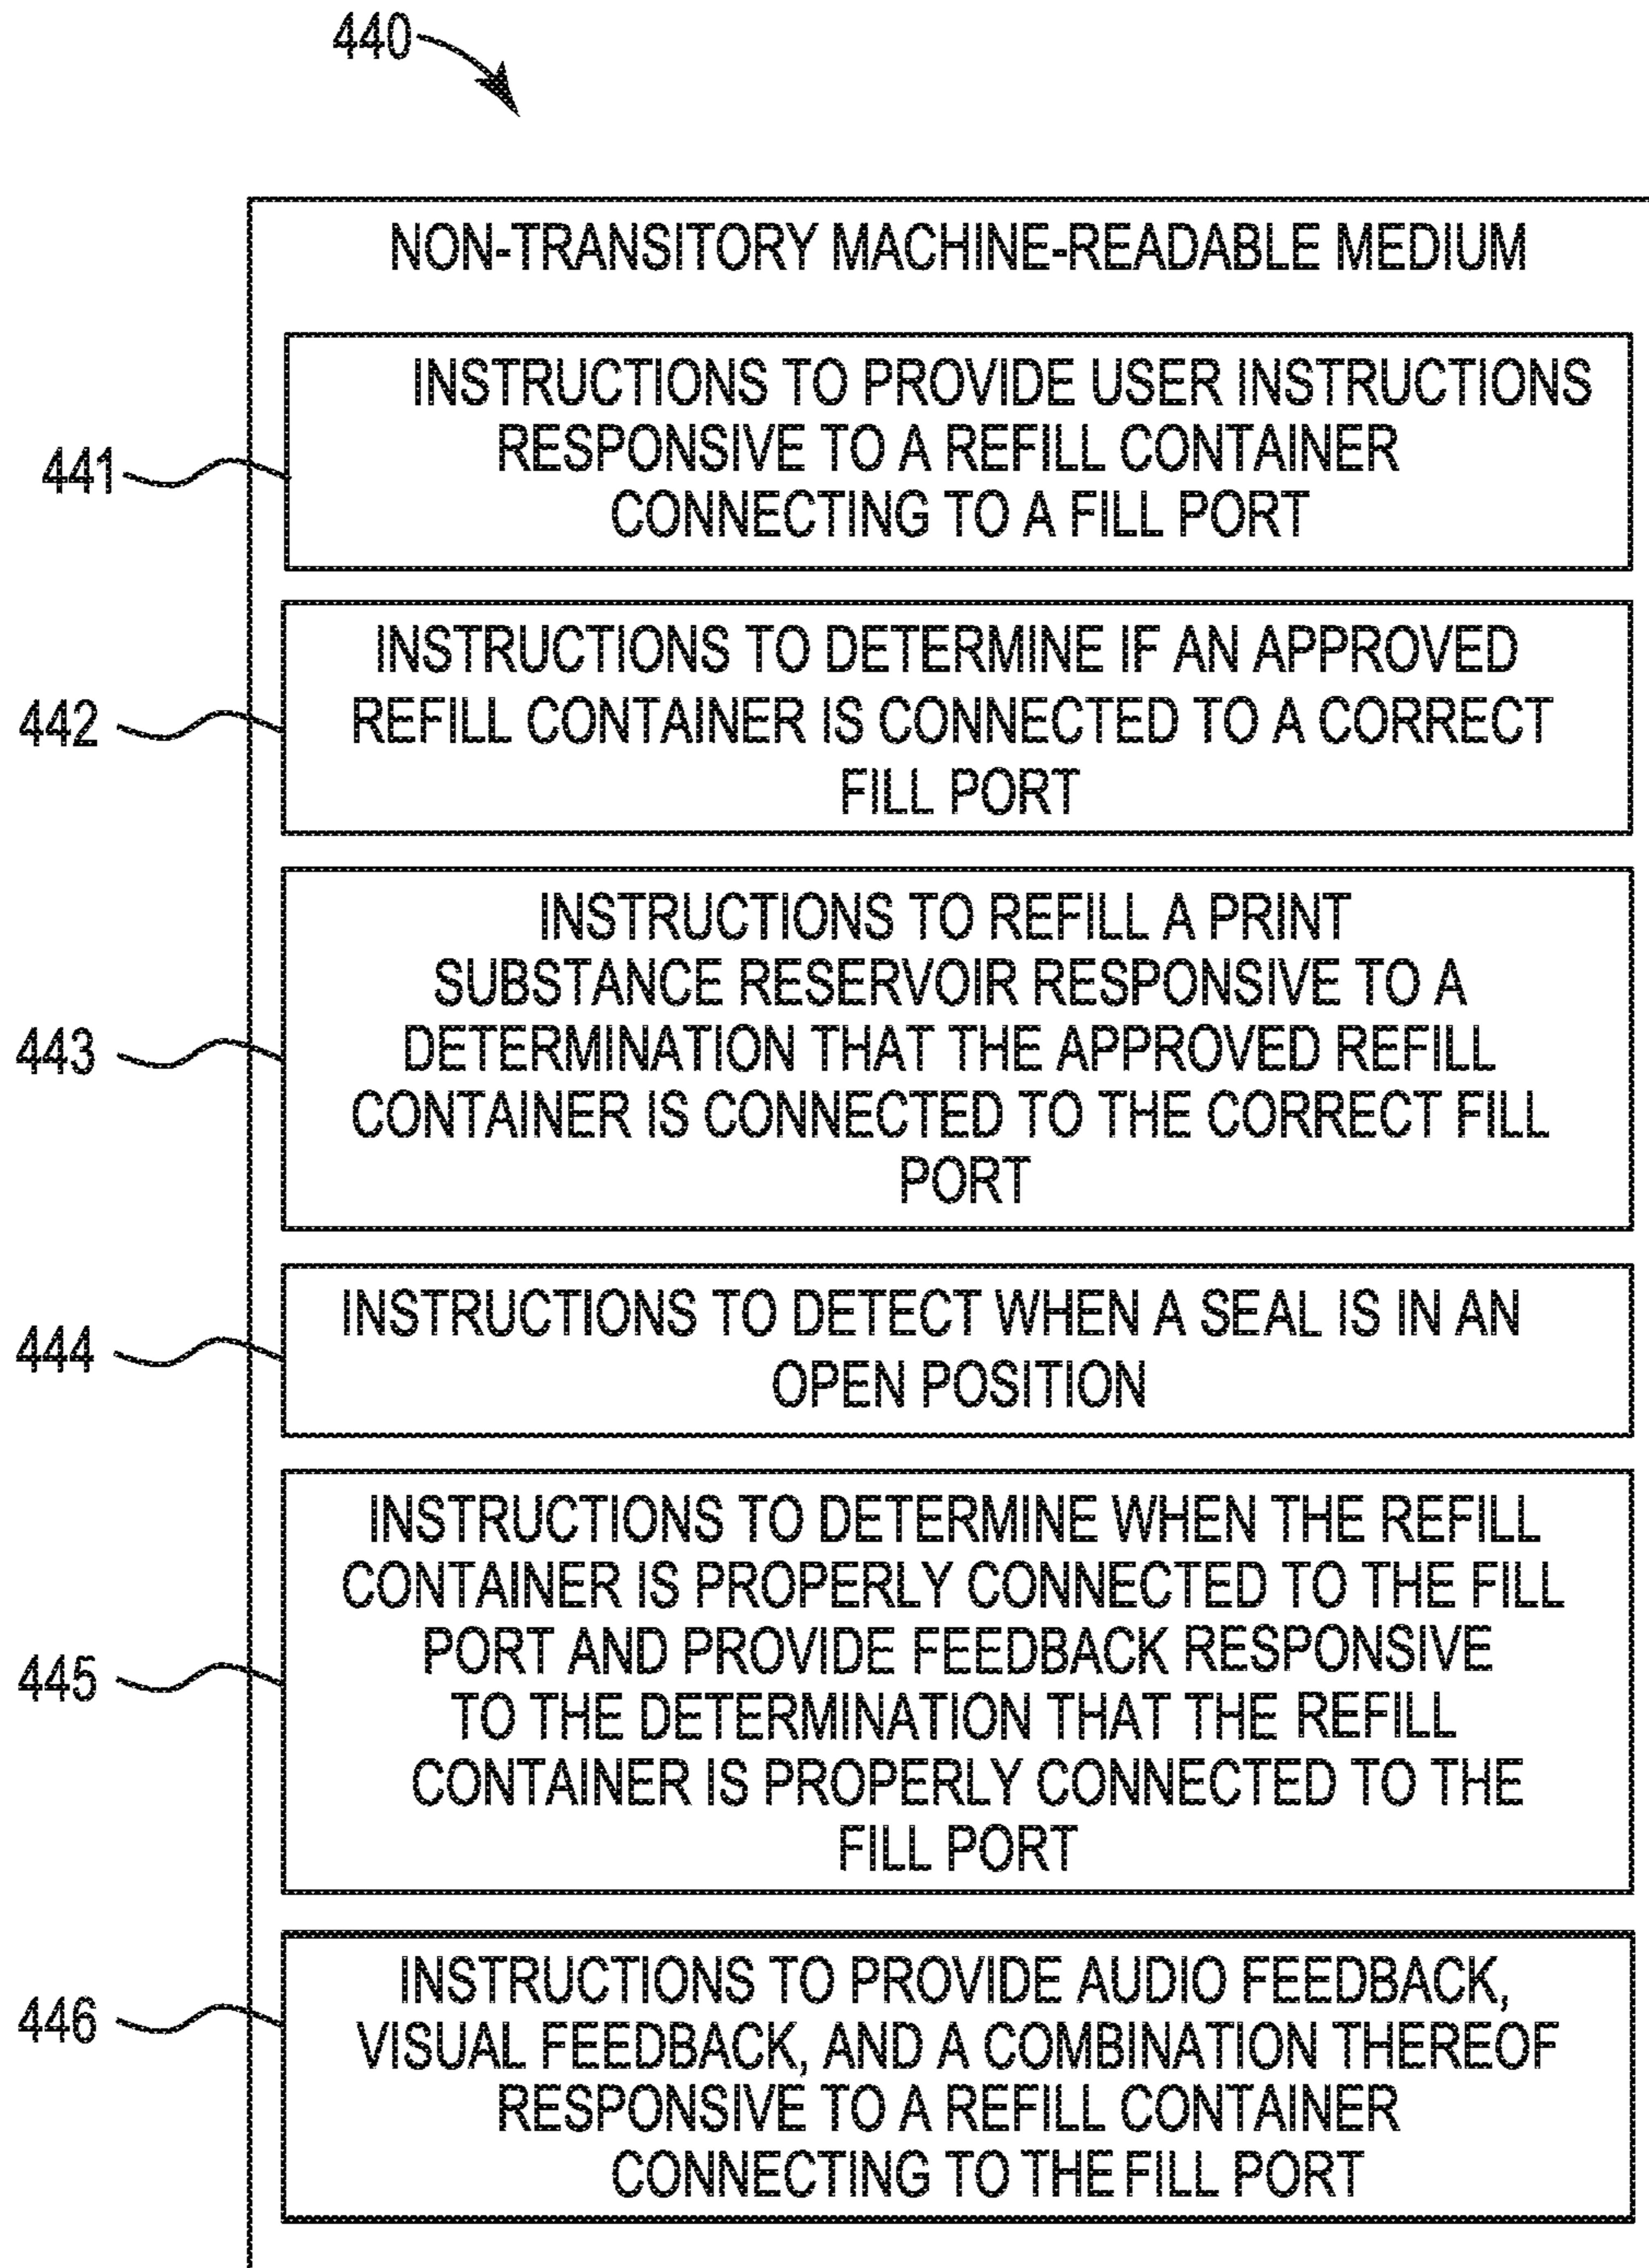 440
NON-TRANSITORY MACHINE-READABLE MEDIUM
INSTRUCTIONS TO PROVIDE USER INSTRUCTIONS
RESPONSIVE TO A REFILL CONTAINER
CONNECTING TO A FILL PORT
441
INSTRUCTIONS TO DETERMINE IF AN APPROVED
REFILL CONTAINER IS CONNECTED TO A CORRECT
FILL PORT
442
INSTRUCTIONS TO REFILL A PRINT
SUBSTANCE RESERVOIR RESPONSIVE TO A
DETERMINATION THAT THE APPROVED REFILL
CONTAINER IS CONNECTED TO THE CORRECT FILL
PORT
443
INSTRUCTIONS TO DETECT WHEN A SEAL IS IN AN
OPEN POSITION
444
INSTRUCTIONS TO DETERMINE WHEN THE REFILL
CONTAINER IS PROPERLY CONNECTED TO THE FILL
PORT AND PROVIDE FEEDBACK RESPONSIVE
TO THE DETERMINATION THAT THE REFILL
CONTAINER IS PROPERLY CONNECTED TO THE
FILL PORT
445
INSTRUCTIONS TO PROVIDE AUDIO FEEDBACK,
VISUAL FEEDBACK, AND A COMBINATION THEREOF
RESPONSIVE TO A REFILL CONTAINER
CONNECTING TO THE FILL PORT
446